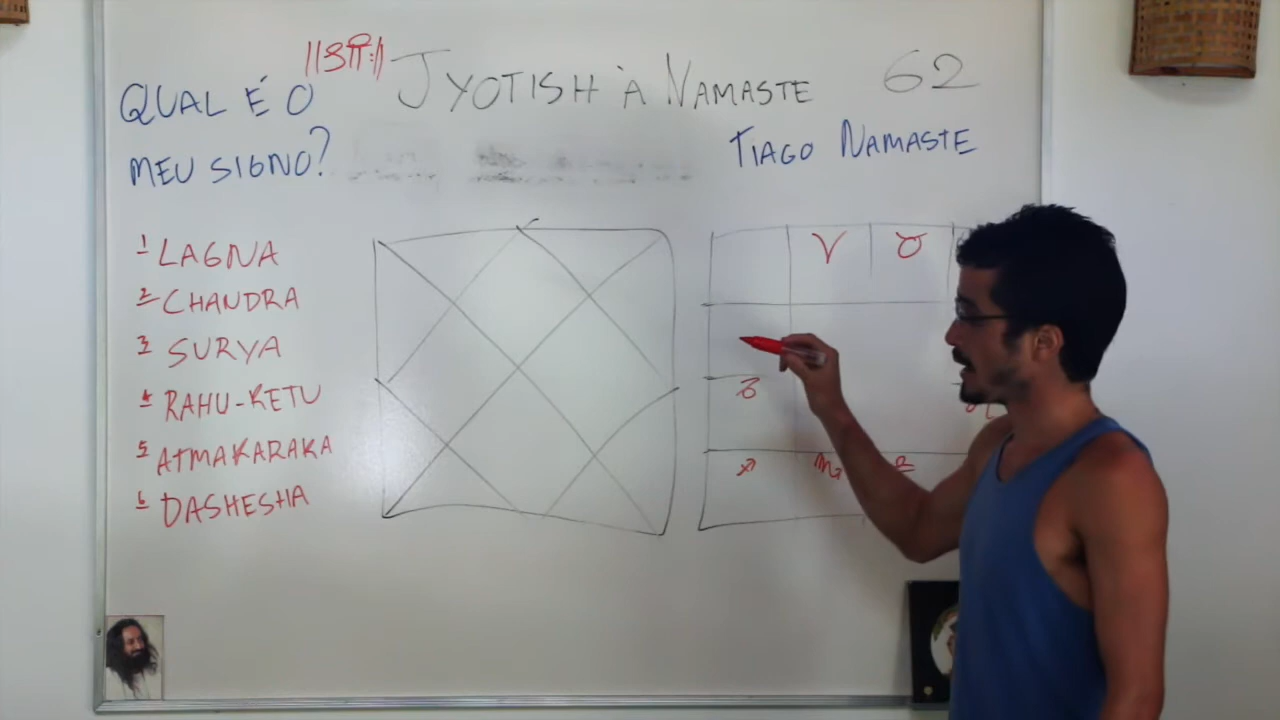 ॥ॐ॥
JYOTISH À NAMASTE 62
QUAL É O
MEU SIGNO?
TIAGO NAMASTE
1 LAGNA
2 CHANDRA
3 SURYA
4 RAHU-KETU
5 ATMAKARAKA
6 DASHESHA
♈ ♉
♑
♐ ♏ ♎